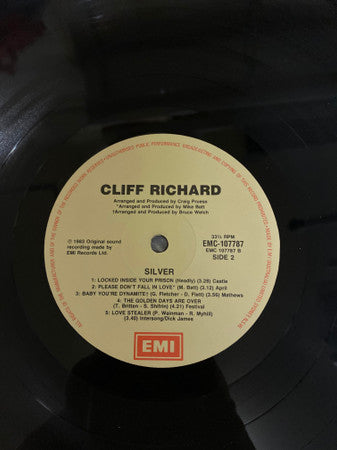 CLIFF RICHARD
Arranged and Produced by Craig Pruess
*Arranged and Produced by Mike Batt
†Arranged and Produced by Bruce Welch
℗ 1983 Original sound
recording made by
EMI Records Ltd.
33⅓ RPM
EMC-107787
EMC 107787 B
SIDE 2
SILVER
1: LOCKED INSIDE YOUR PRISON (Headly) (3.28) Castle
2: PLEASE DON'T FALL IN LOVE* (M. Batt) (3.12) April
3: BABY YOU'RE DYNAMITE† (G. Fletcher - D. Flett) (3.56) Mathews
4: THE GOLDEN DAYS ARE OVER
(T. Britten - S. Shifrin) (4.21) Festival
5: LOVE STEALER (P. Wainman - R. Myhill)
(3.40) Intersong/Dick James
EMI